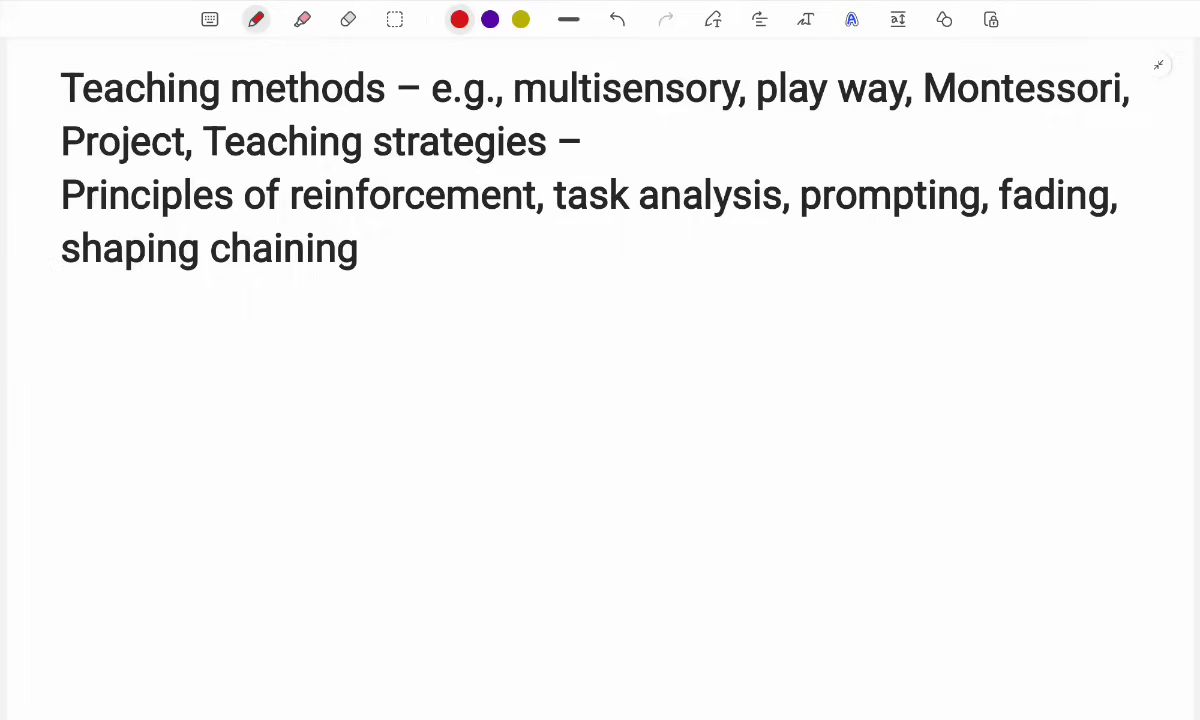 Teaching methods – e.g., multisensory, play way, Montessori,
Project, Teaching strategies –
Principles of reinforcement, task analysis, prompting, fading,
shaping chaining